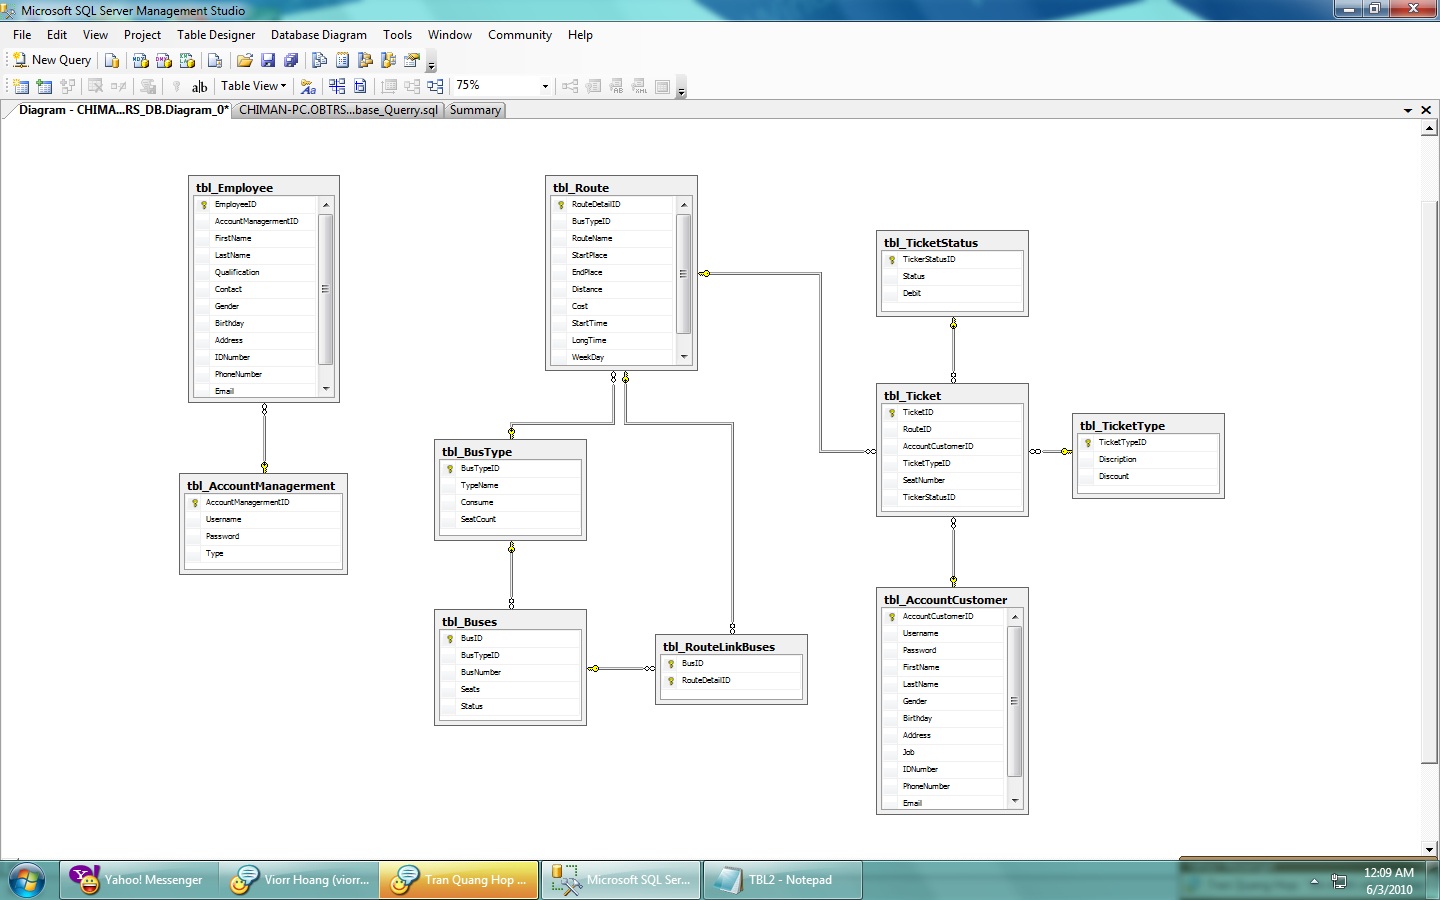 Microsoft SQL Server Management Studio
File Edit View Project Table Designer Database Diagram Tools Window Community Help
New Query
ab| Table View 75%
Diagram - CHIMA...RS_DB.Diagram_0* CHIMAN-PC.OBTRS...base_Querry.sql Summary
tbl_Employee
EmployeeID
AccountManagermentID
FirstName
LastName
Qualification
Contact
Gender
Birthday
Address
IDNumber
PhoneNumber
Email
tbl_AccountManagerment
AccountManagermentID
Username
Password
Type
tbl_Route
RouteDetailID
BusTypeID
RouteName
StartPlace
EndPlace
Distance
Cost
StartTime
LongTime
WeekDay
tbl_BusType
BusTypeID
TypeName
Consume
SeatCount
tbl_Buses
BusID
BusTypeID
BusNumber
Seats
Status
tbl_RouteLinkBuses
BusID
RouteDetailID
tbl_TicketStatus
TickerStatusID
Status
Debit
tbl_Ticket
TicketID
RouteID
AccountCustomerID
TicketTypeID
SeatNumber
TickerStatusID
tbl_TicketType
TicketTypeID
Discription
Discount
tbl_AccountCustomer
AccountCustomerID
Username
Password
FirstName
LastName
Gender
Birthday
Address
Job
IDNumber
PhoneNumber
Email
Yahoo! Messenger Viorr Hoang (viorr... Tran Quang Hop ... Microsoft SQL Ser... TBL2 - Notepad
12:09 AM
6/3/2010